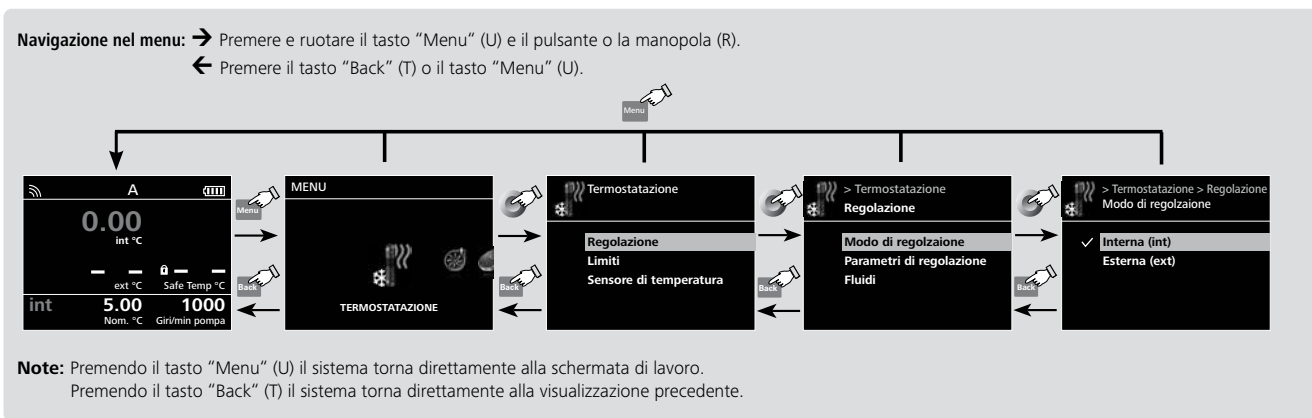 Navigazione nel menu: → Premere e ruotare il tasto “Menu” (U) e il pulsante o la manopola (R).
← Premere il tasto “Back” (T) o il tasto “Menu” (U).
Menu
A
0.00
int °C
— — — —
ext °C Safe Temp °C
int 5.00 1000
Nom. °C Giri/min pompa
Menu
Back
MENU
TERMOSTATAZIONE
Back
Termostatazione
Regolazione
Limiti
Sensore di temperatura
Back
> Termostatazione
Regolazione
Modo di regolzaione
Parametri di regolazione
Fluidi
Back
> Termostatazione > Regolazione
Modo di regolzaione
✓ Interna (int)
Esterna (ext)
Note: Premendo il tasto “Menu” (U) il sistema torna direttamente alla schermata di lavoro.
Premendo il tasto “Back” (T) il sistema torna direttamente alla visualizzazione precedente.